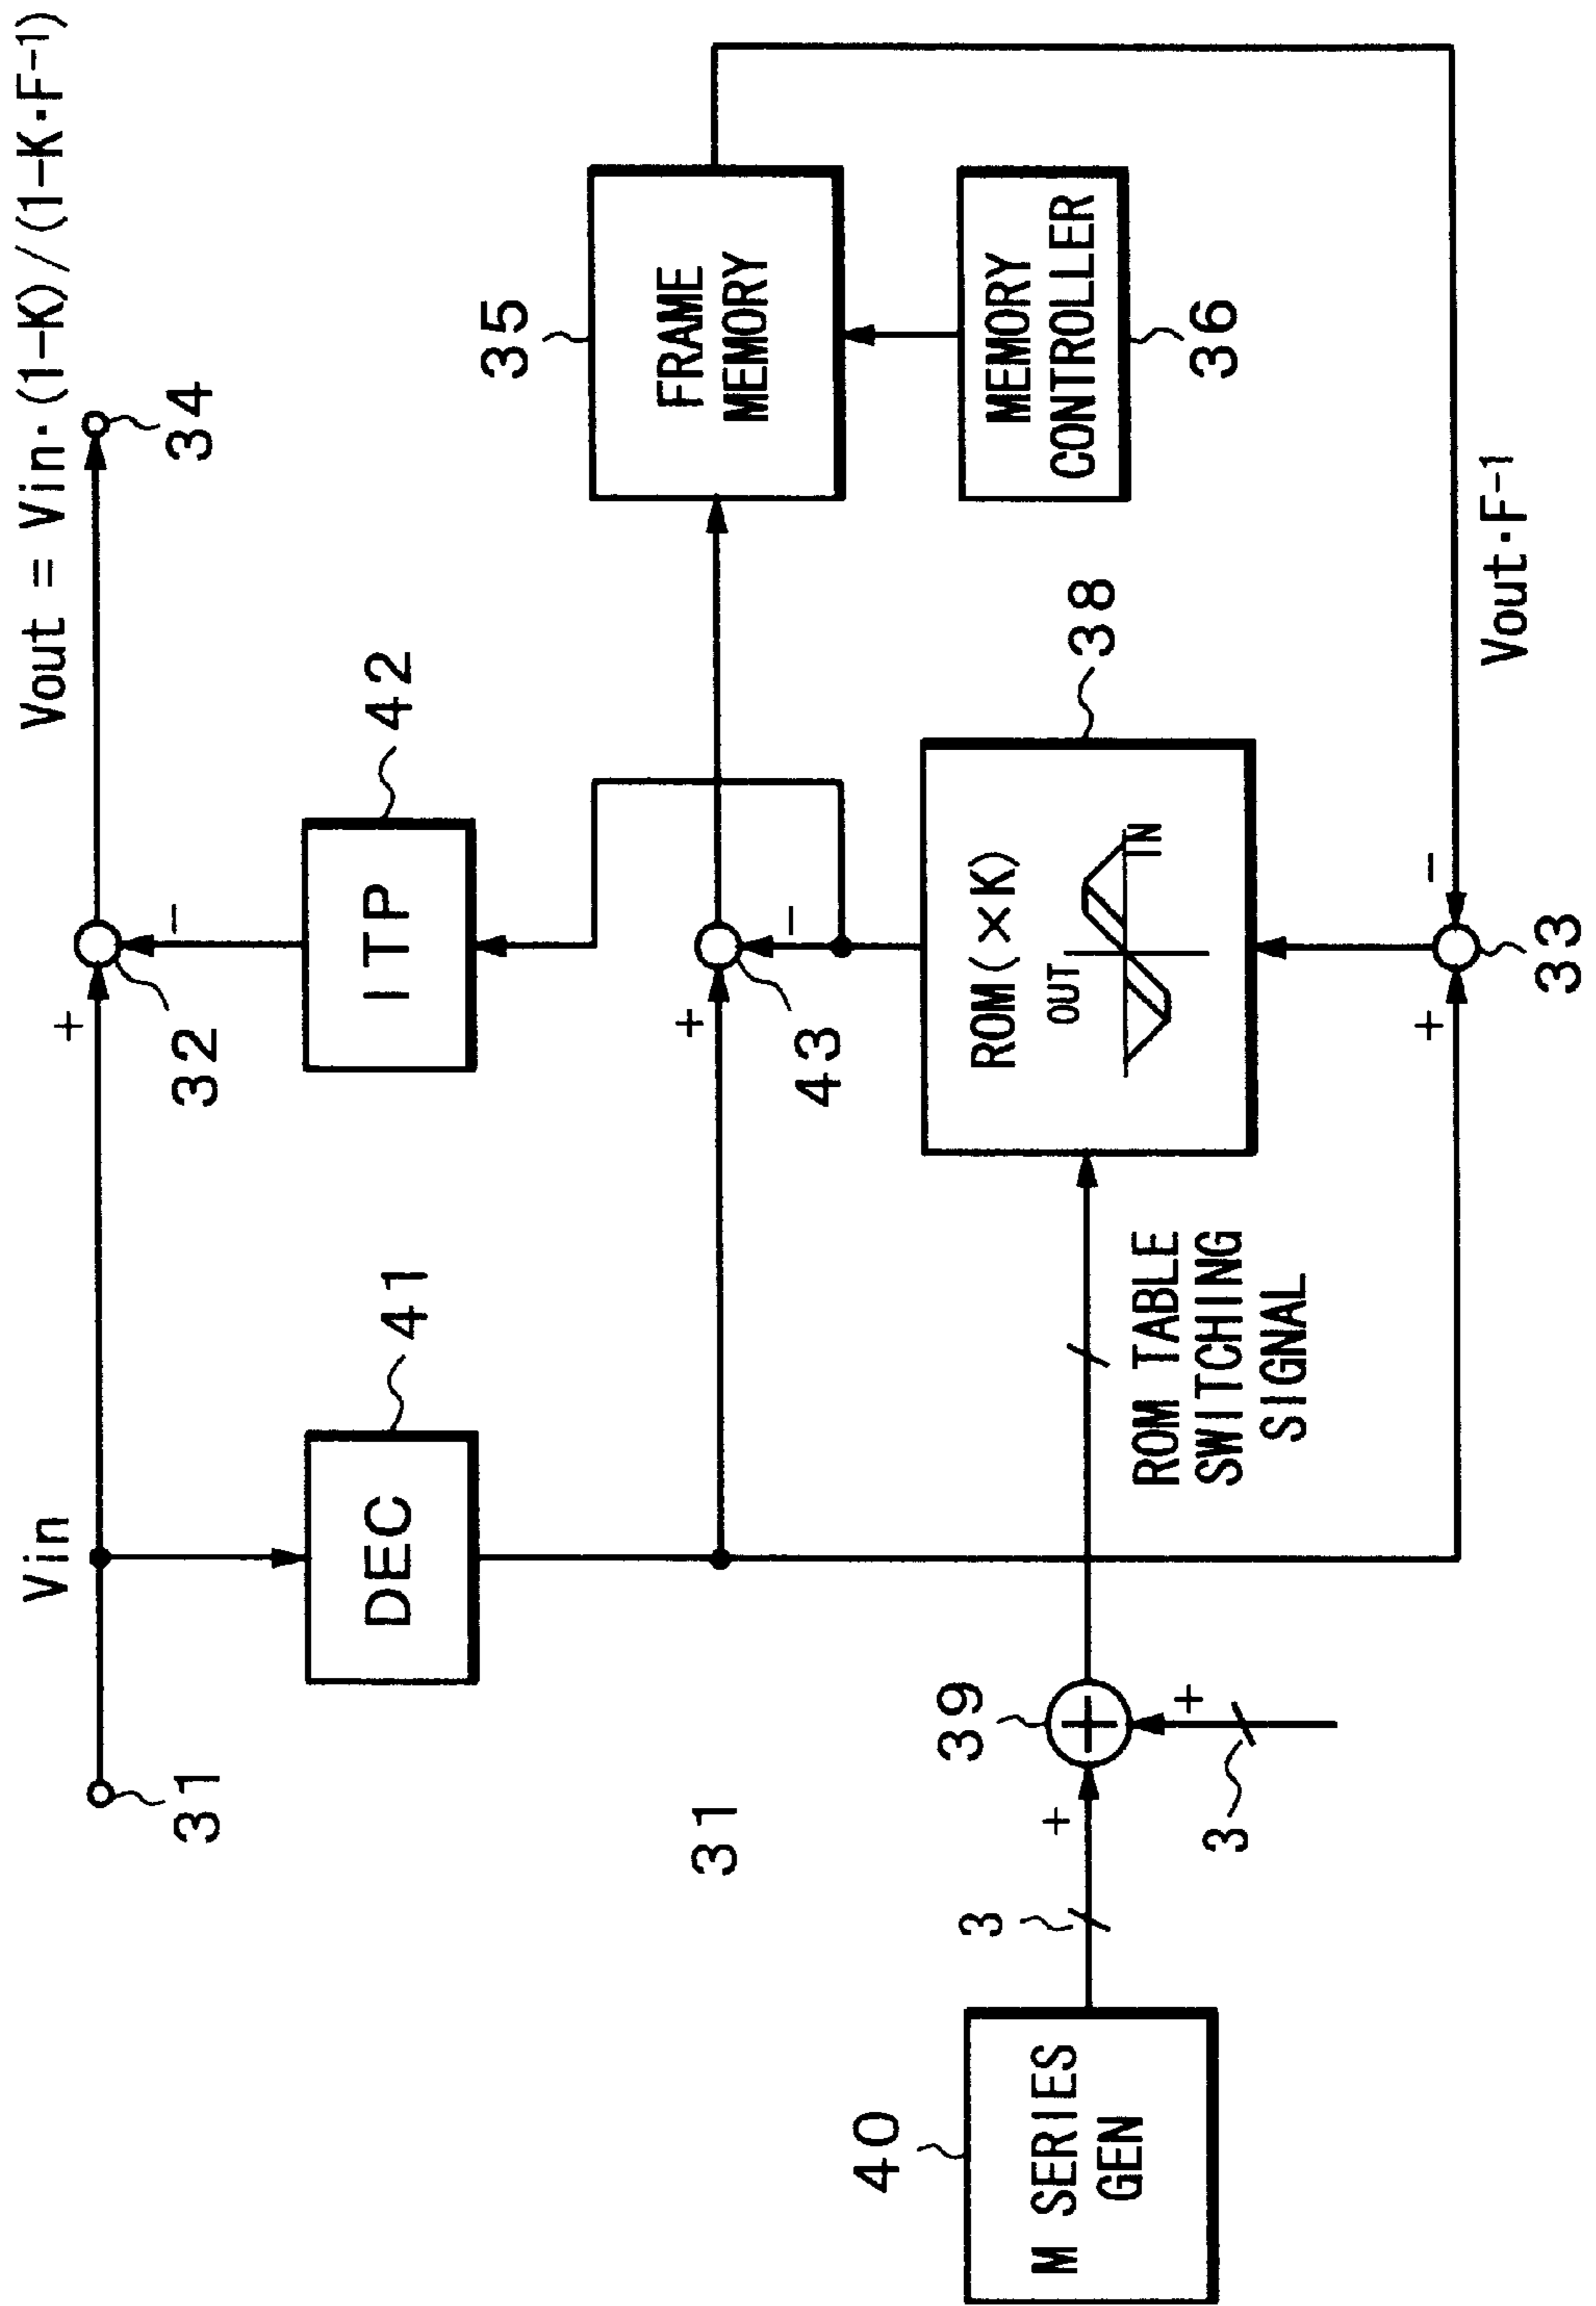 Vin
Vout = Vin·(1−K)/(1−K·F⁻¹)
31
+
32
−
34
DEC
41
ITP
42
35
FRAME
MEMORY
31
+
43
−
MEMORY
CONTROLLER
36
40
M SERIES
GEN
3
+
39
+
3
ROM TABLE
SWITCHING
SIGNAL
ROM(×K)
OUT
IN
38
+
−
33
Vout·F⁻¹